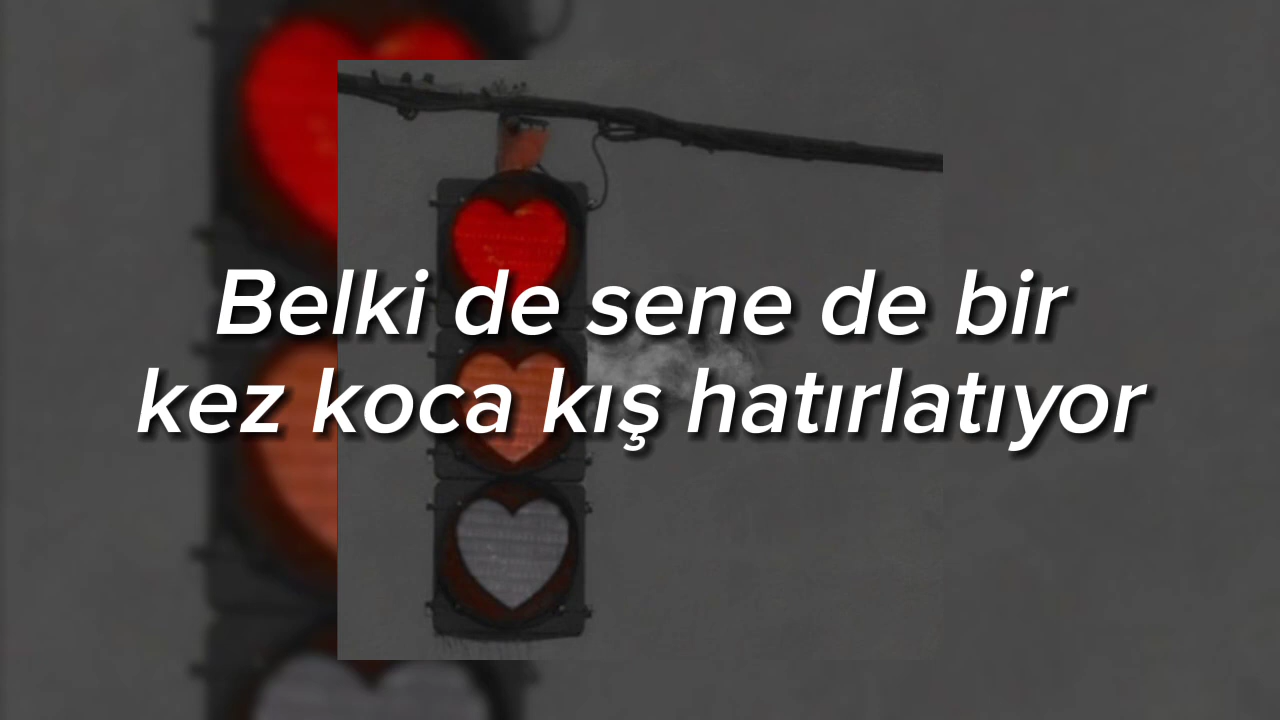 Belki de sene de bir
kez koca kış hatırlatıyor